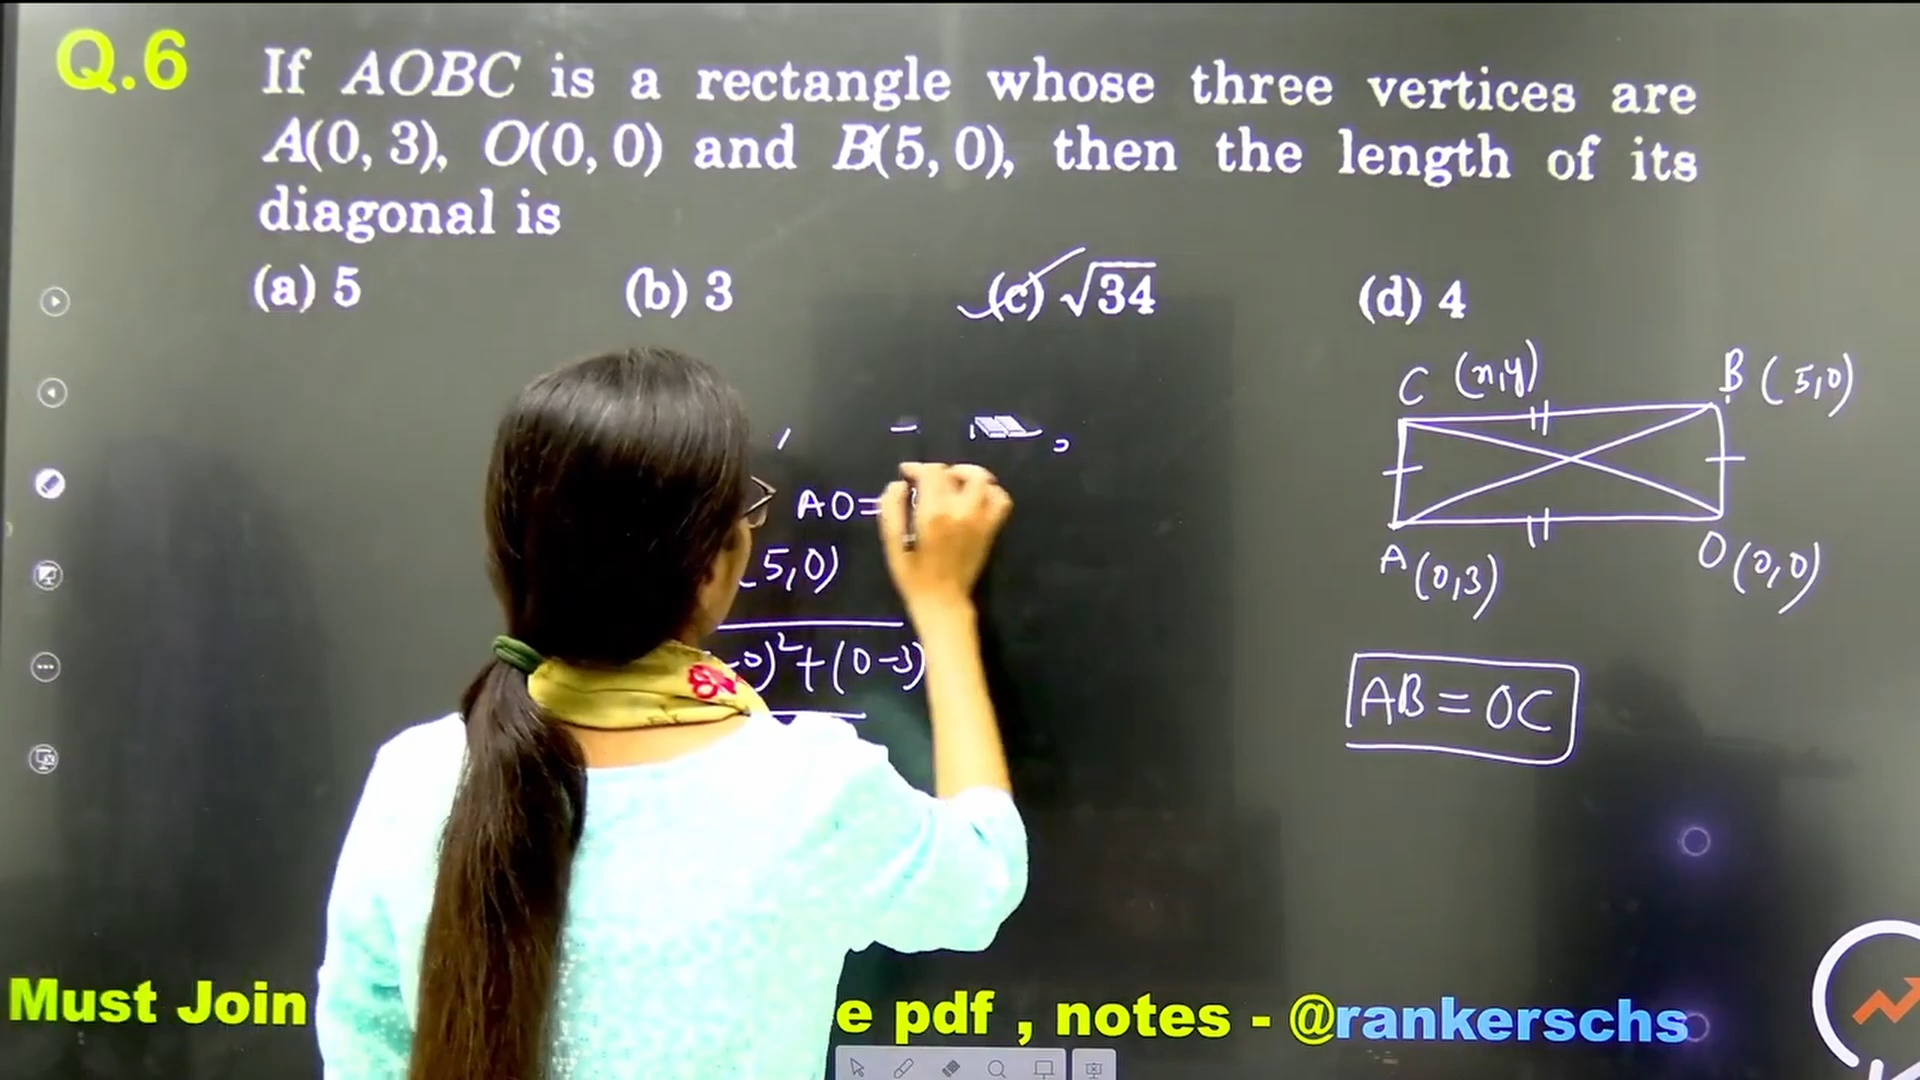 Q.6 If AOBC is a rectangle whose three vertices are
A(0, 3), O(0, 0) and B(5, 0), then the length of its
diagonal is
(a) 5 (b) 3 (c) √34 (d) 4
C (x,y) B (5,0)
AO=
5,0)
A (0,3) O (0,0)
-0)²+(0-3)
AB = OC
Must Join e pdf , notes - @rankerschs